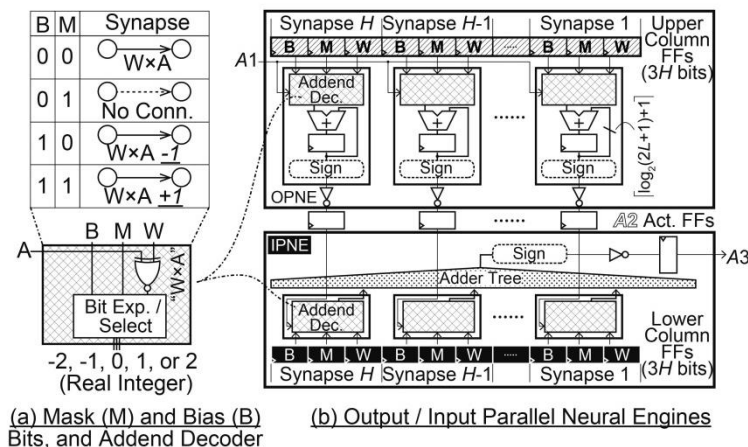 B M Synapse
0 0 W×A
0 1 No Conn.
1 0 W×A -1
1 1 W×A +1
B M W
A
"W×A"
Bit Exp. /
Select
-2, -1, 0, 1, or 2
(Real Integer)
(a) Mask (M) and Bias (B)
Bits, and Addend Decoder
Synapse H Synapse H-1 Synapse 1
B M W B M W ..... B M W
Upper
Column
FFs
(3H bits)
A1
Addend
Dec.
+ + +
......
⌈log2(2L+1)+1⌉
Sign Sign Sign
OPNE
......
A2 Act. FFs
IPNE
Sign
A3
Adder Tree
Addend
Dec.
......
B M W B M W ..... B M W
Synapse H Synapse H-1 Synapse 1
Lower
Column
FFs
(3H bits)
(b) Output / Input Parallel Neural Engines